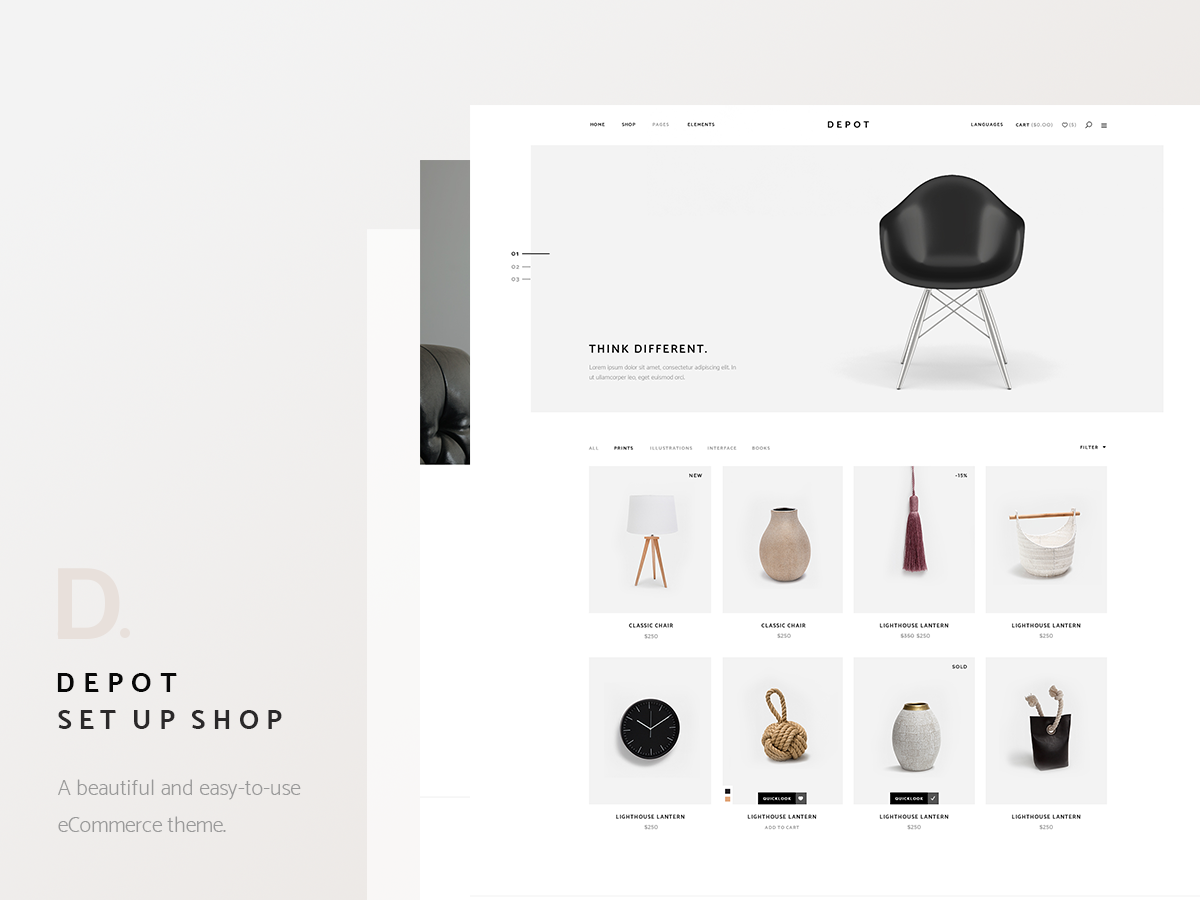 HOME SHOP PAGES ELEMENTS
DEPOT
LANGUAGES CART ($0.00) (5)
01
02
03
THINK DIFFERENT.
Lorem ipsum dolor sit amet, consectetur adipiscing elit, in
ut ullamcorper leo, eget euismod orci.
ALL PRINTS ILLUSTRATIONS INTERFACE BOOKS
FILTER
NEW
-15%
CLASSIC CHAIR
$250
CLASSIC CHAIR
$250
LIGHTHOUSE LANTERN
$350 $250
LIGHTHOUSE LANTERN
$250
SOLD
QUICKLOOK
QUICKLOOK
LIGHTHOUSE LANTERN
$250
LIGHTHOUSE LANTERN
ADD TO CART
LIGHTHOUSE LANTERN
$250
LIGHTHOUSE LANTERN
$250
D.
DEPOT
SET UP SHOP
A beautiful and easy-to-use
eCommerce theme.